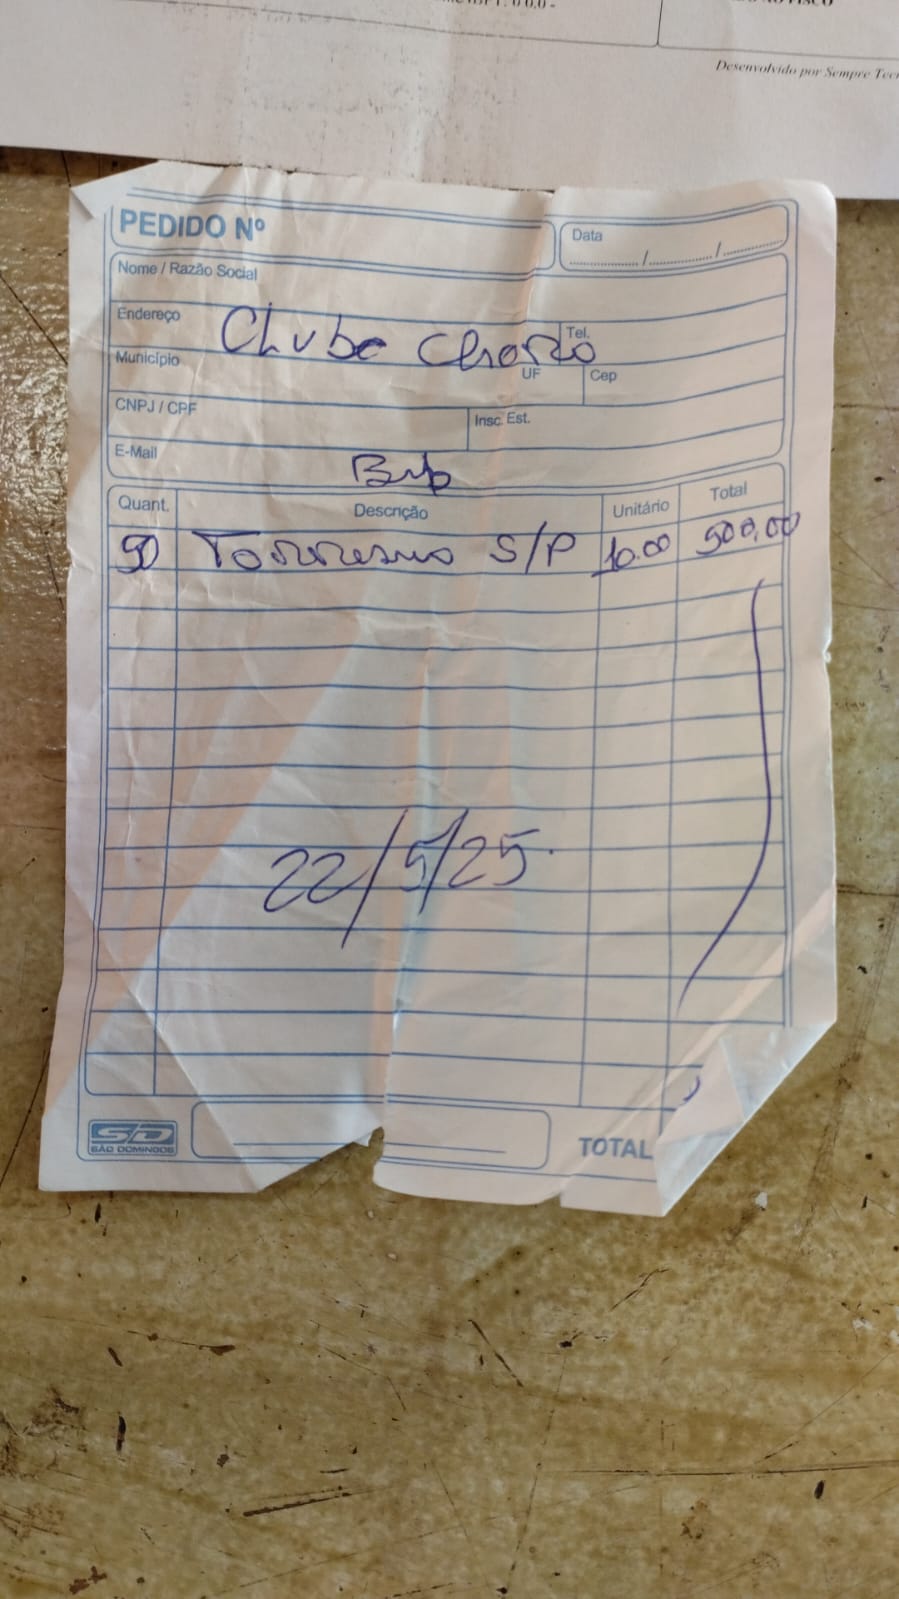 Desenvolvido por Sempre Tec
PEDIDO Nº
Data
/ /
Nome / Razão Social
Endereço
Clube
Tel.
Município
UF
Cep
CNPJ / CPF
Insc. Est.
E-Mail
Quant. Descrição Unitário Total
50 Torresmo S/P 10.00 500,00
22/5/25
SD
SÃO DOMINGOS
TOTAL